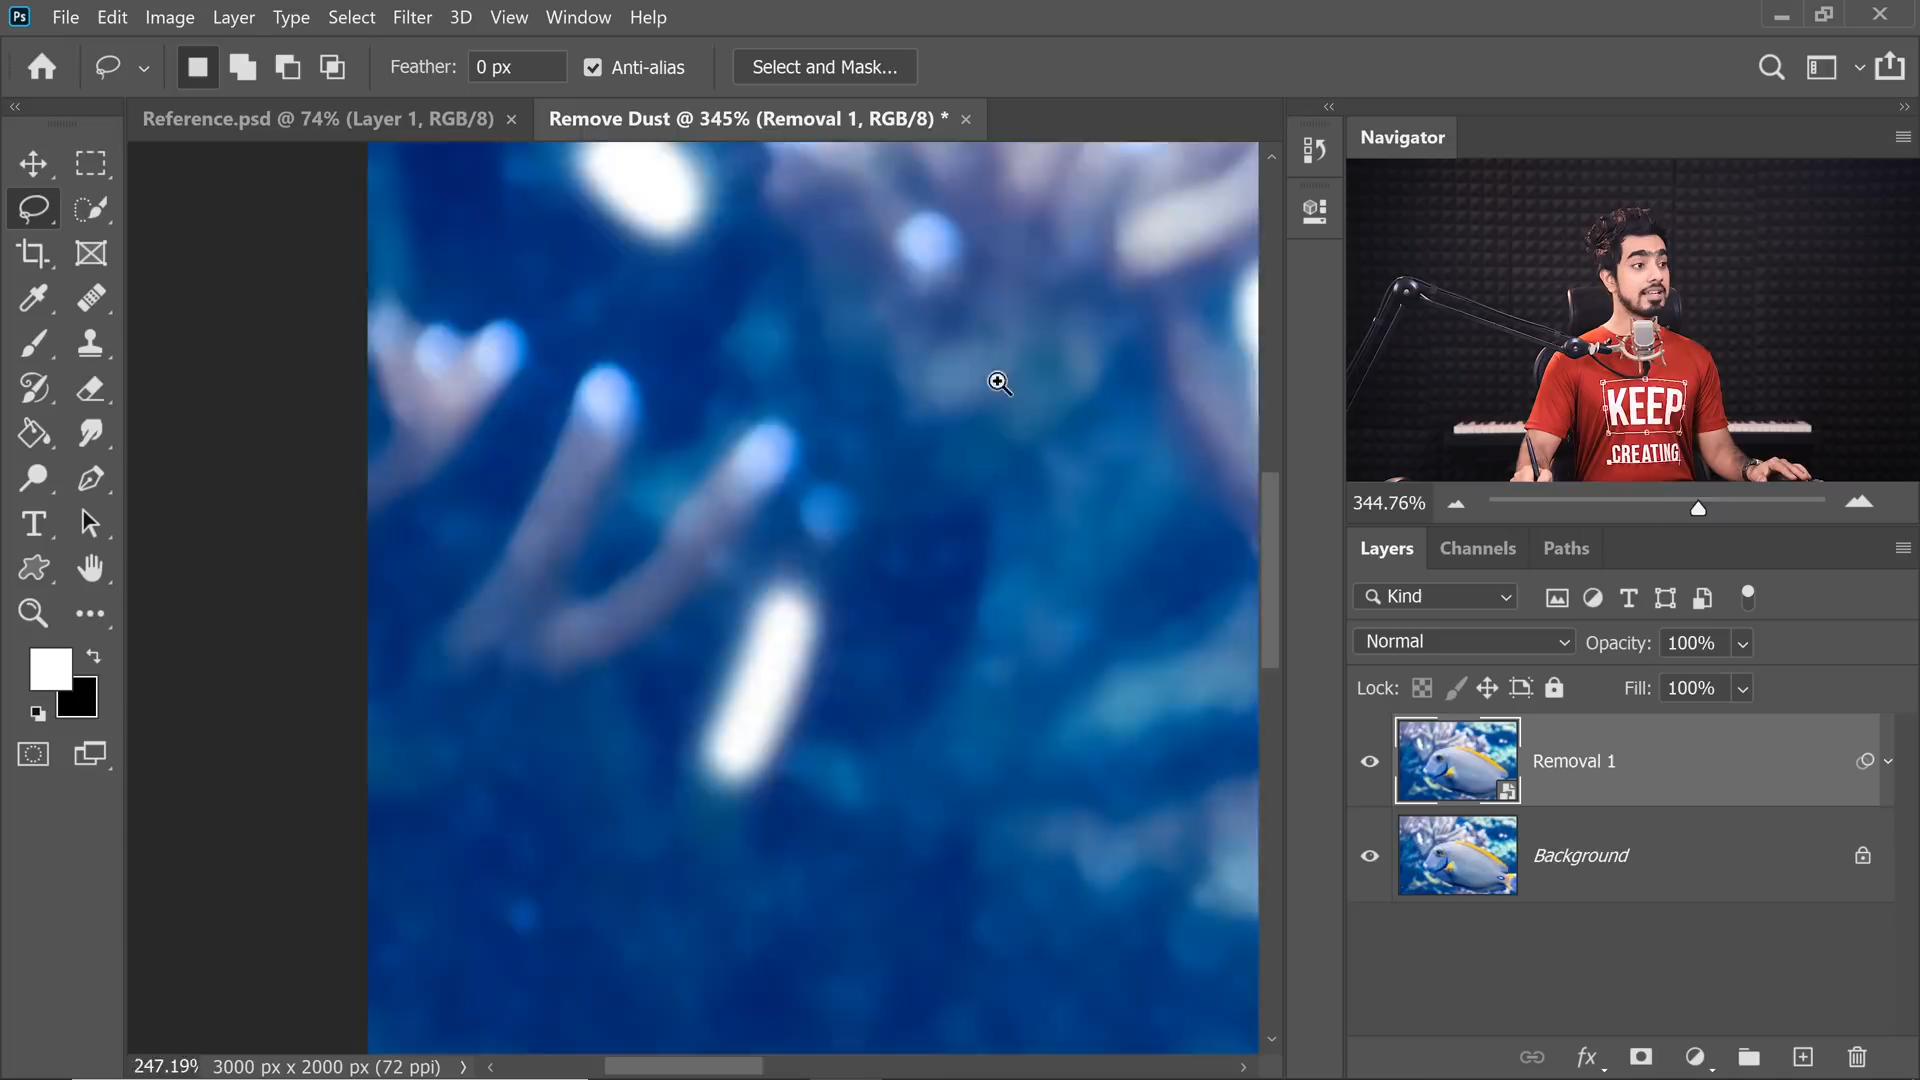 Ps File Edit Image Layer Type Select Filter 3D View Window Help
Feather: 0 px Anti-alias Select and Mask...
Reference.psd @ 74% (Layer 1, RGB/8) × Remove Dust @ 345% (Removal 1, RGB/8) * ×
Navigator
KEEP
.CREATING
344.76%
Layers Channels Paths
Kind
Normal Opacity: 100%
Lock: Fill: 100%
Removal 1
Background
247.19% 3000 px x 2000 px (72 ppi)
fx